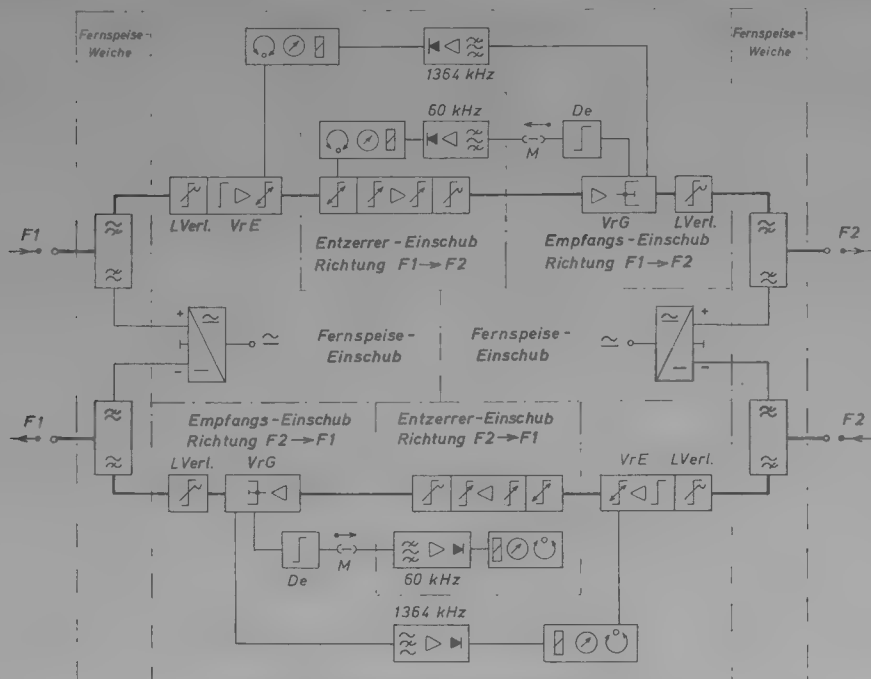 Fernspeise-
Weiche
Fernspeise-
Weiche
1364 kHz
60 kHz
De
M
F1
LVerl. VrE
VrG
LVerl.
F2
Entzerrer-Einschub
Richtung F1→F2
Empfangs-Einschub
Richtung F1→F2
+
-
Fernspeise-
Einschub
Fernspeise-
Einschub
+
-
F1
Empfangs-Einschub
Richtung F2→F1
Entzerrer-Einschub
Richtung F2→F1
F2
LVerl.
VrG
VrE
LVerl.
De
M
60 kHz
1364 kHz